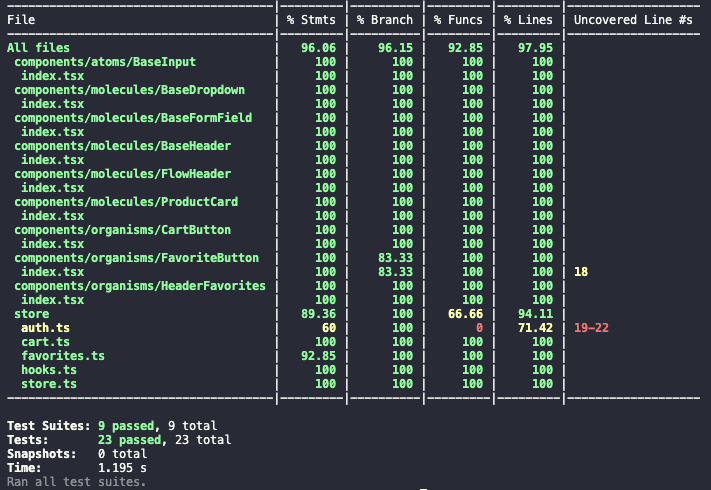 ---------------------------------------|---------|----------|---------|---------|-------------------
File                                   | % Stmts | % Branch | % Funcs | % Lines | Uncovered Line #s
---------------------------------------|---------|----------|---------|---------|-------------------
All files                              |   96.06 |    96.15 |   92.85 |   97.95 |
 components/atoms/BaseInput            |     100 |      100 |     100 |     100 |
  index.tsx                            |     100 |      100 |     100 |     100 |
 components/molecules/BaseDropdown     |     100 |      100 |     100 |     100 |
  index.tsx                            |     100 |      100 |     100 |     100 |
 components/molecules/BaseFormField    |     100 |      100 |     100 |     100 |
  index.tsx                            |     100 |      100 |     100 |     100 |
 components/molecules/BaseHeader       |     100 |      100 |     100 |     100 |
  index.tsx                            |     100 |      100 |     100 |     100 |
 components/molecules/FlowHeader       |     100 |      100 |     100 |     100 |
  index.tsx                            |     100 |      100 |     100 |     100 |
 components/molecules/ProductCard      |     100 |      100 |     100 |     100 |
  index.tsx                            |     100 |      100 |     100 |     100 |
 components/organisms/CartButton       |     100 |      100 |     100 |     100 |
  index.tsx                            |     100 |      100 |     100 |     100 |
 components/organisms/FavoriteButton   |     100 |    83.33 |     100 |     100 |
  index.tsx                            |     100 |    83.33 |     100 |     100 | 18
 components/organisms/HeaderFavorites  |     100 |      100 |     100 |     100 |
  index.tsx                            |     100 |      100 |     100 |     100 |
 store                                 |   89.36 |      100 |   66.66 |   94.11 |
  auth.ts                              |      60 |      100 |       0 |   71.42 | 19-22
  cart.ts                              |     100 |      100 |     100 |     100 |
  favorites.ts                         |   92.85 |      100 |     100 |     100 |
  hooks.ts                             |     100 |      100 |     100 |     100 |
  store.ts                             |     100 |      100 |     100 |     100 |
---------------------------------------|---------|----------|---------|---------|-------------------
Test Suites: 9 passed, 9 total
Tests:       23 passed, 23 total
Snapshots:   0 total
Time:        1.195 s
Ran all test suites.